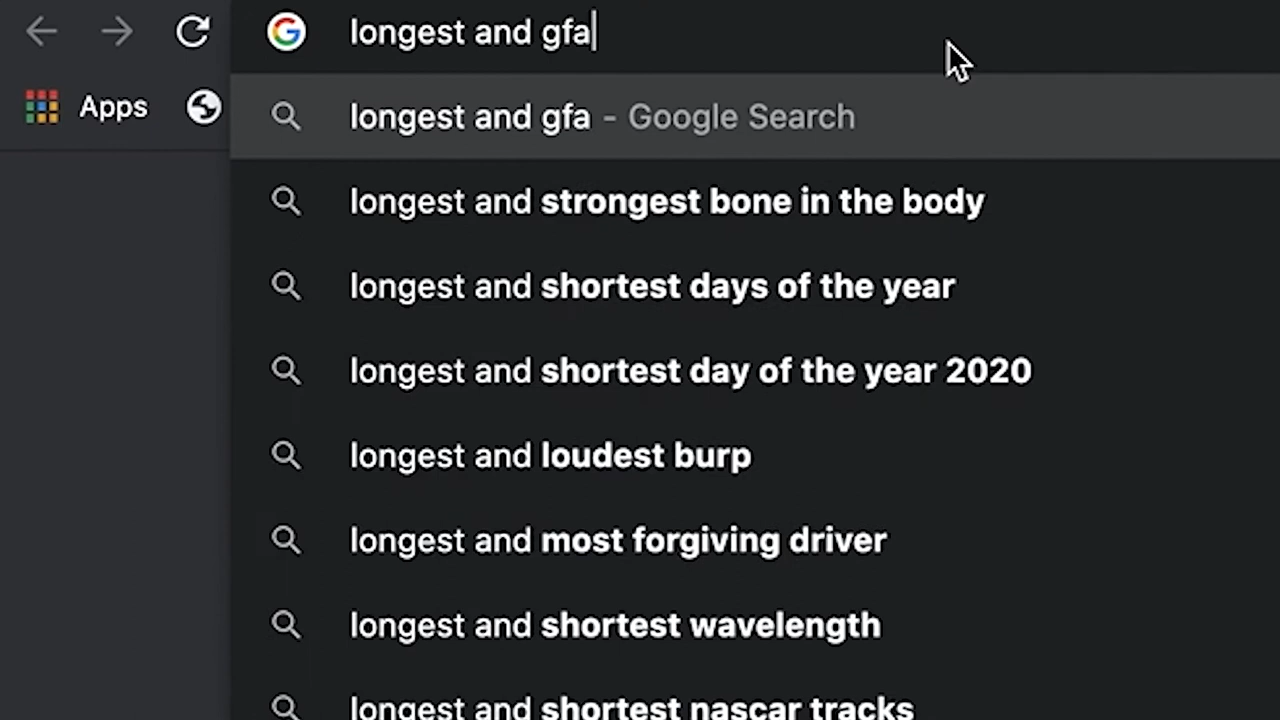 longest and gfa
Apps
longest and gfa - Google Search
longest and strongest bone in the body
longest and shortest days of the year
longest and shortest day of the year 2020
longest and loudest burp
longest and most forgiving driver
longest and shortest wavelength
longest and shortest nascar tracks